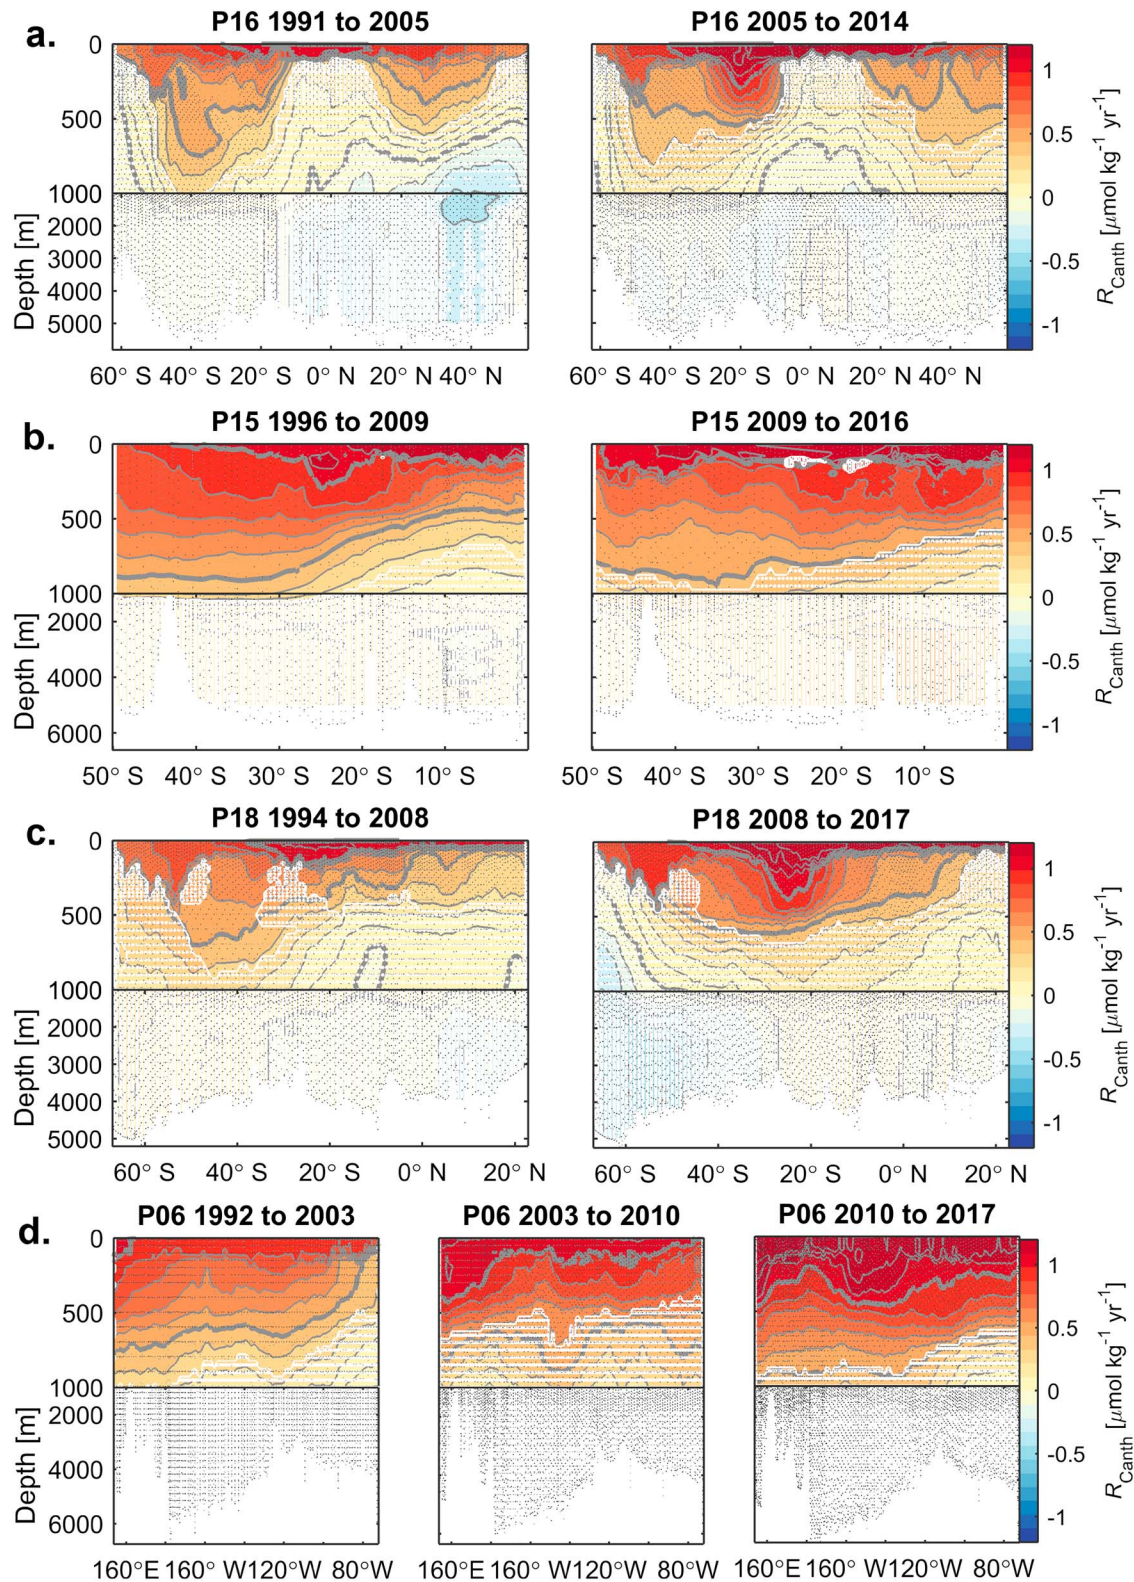 a.
P16 1991 to 2005
P16 2005 to 2014
0
500
1000
2000
3000
4000
5000
Depth [m]
60° S 40° S 20° S 0° N 20° N 40° N
60° S 40° S 20° S 0° N 20° N 40° N
1
0.5
0
-0.5
-1
R_Canth [μmol kg⁻¹ yr⁻¹]
b.
P15 1996 to 2009
P15 2009 to 2016
0
500
1000
2000
4000
6000
Depth [m]
50° S 40° S 30° S 20° S 10° S
50° S 40° S 30° S 20° S 10° S
1
0.5
0
-0.5
-1
R_Canth [μmol kg⁻¹ yr⁻¹]
c.
P18 1994 to 2008
P18 2008 to 2017
0
500
1000
2000
3000
4000
5000
Depth [m]
60° S 40° S 20° S 0° N 20° N
60° S 40° S 20° S 0° N 20° N
1
0.5
0
-0.5
-1
R_Canth [μmol kg⁻¹ yr⁻¹]
d.
P06 1992 to 2003
P06 2003 to 2010
P06 2010 to 2017
0
500
1000
2000
4000
6000
Depth [m]
160°E 160° W 120°W 80°W
160°E 160° W 120°W 80°W
160°E 160° W 120°W 80°W
1
0.5
0
-0.5
-1
R_Canth [μmol kg⁻¹ yr⁻¹]